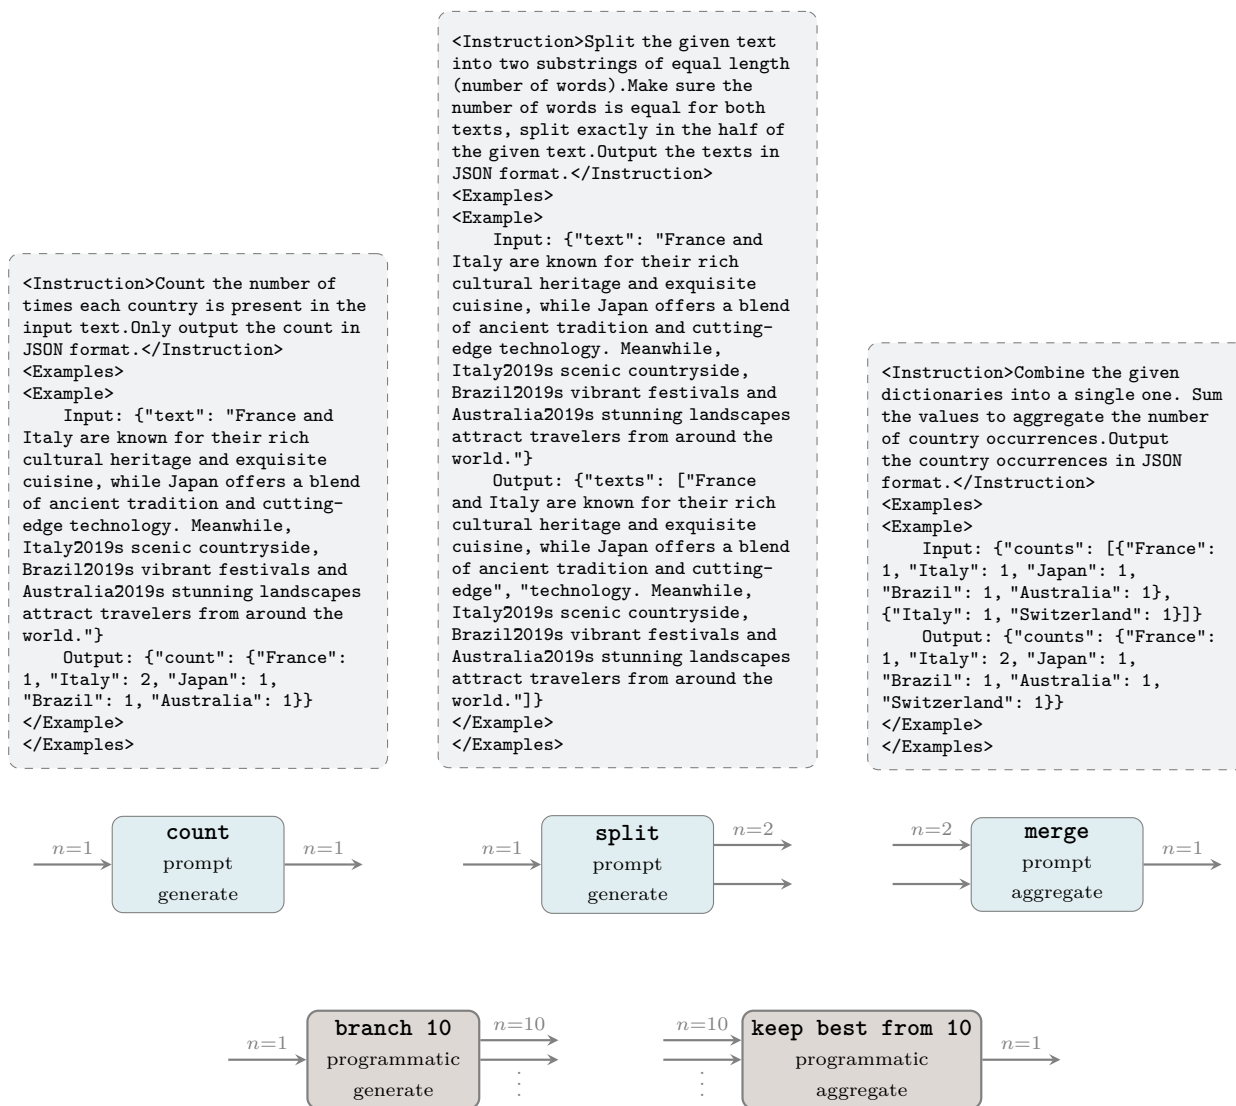 <Instruction>Count the number of
times each country is present in the
input text.Only output the count in
JSON format.</Instruction>
<Examples>
<Example>
    Input: {"text": "France and
Italy are known for their rich
cultural heritage and exquisite
cuisine, while Japan offers a blend
of ancient tradition and cutting-
edge technology. Meanwhile,
Italy2019s scenic countryside,
Brazil2019s vibrant festivals and
Australia2019s stunning landscapes
attract travelers from around the
world."}
    Output: {"count": {"France":
1, "Italy": 2, "Japan": 1,
"Brazil": 1, "Australia": 1}}
</Example>
</Examples>
<Instruction>Split the given text
into two substrings of equal length
(number of words).Make sure the
number of words is equal for both
texts, split exactly in the half of
the given text.Output the texts in
JSON format.</Instruction>
<Examples>
<Example>
    Input: {"text": "France and
Italy are known for their rich
cultural heritage and exquisite
cuisine, while Japan offers a blend
of ancient tradition and cutting-
edge technology. Meanwhile,
Italy2019s scenic countryside,
Brazil2019s vibrant festivals and
Australia2019s stunning landscapes
attract travelers from around the
world."}
    Output: {"texts": ["France
and Italy are known for their rich
cultural heritage and exquisite
cuisine, while Japan offers a blend
of ancient tradition and cutting-
edge", "technology. Meanwhile,
Italy2019s scenic countryside,
Brazil2019s vibrant festivals and
Australia2019s stunning landscapes
attract travelers from around the
world."]}
</Example>
</Examples>
<Instruction>Combine the given
dictionaries into a single one. Sum
the values to aggregate the number
of country occurrences.Output
the country occurrences in JSON
format.</Instruction>
<Examples>
<Example>
    Input: {"counts": [{"France":
1, "Italy": 1, "Japan": 1,
"Brazil": 1, "Australia": 1},
{"Italy": 1, "Switzerland": 1}]}
    Output: {"counts": {"France":
1, "Italy": 2, "Japan": 1,
"Brazil": 1, "Australia": 1,
"Switzerland": 1}}
</Example>
</Examples>
n=1
count
prompt
generate
n=1
n=1
split
prompt
generate
n=2
n=2
merge
prompt
aggregate
n=1
n=1
branch 10
programmatic
generate
n=10
n=10
keep best from 10
programmatic
aggregate
n=1